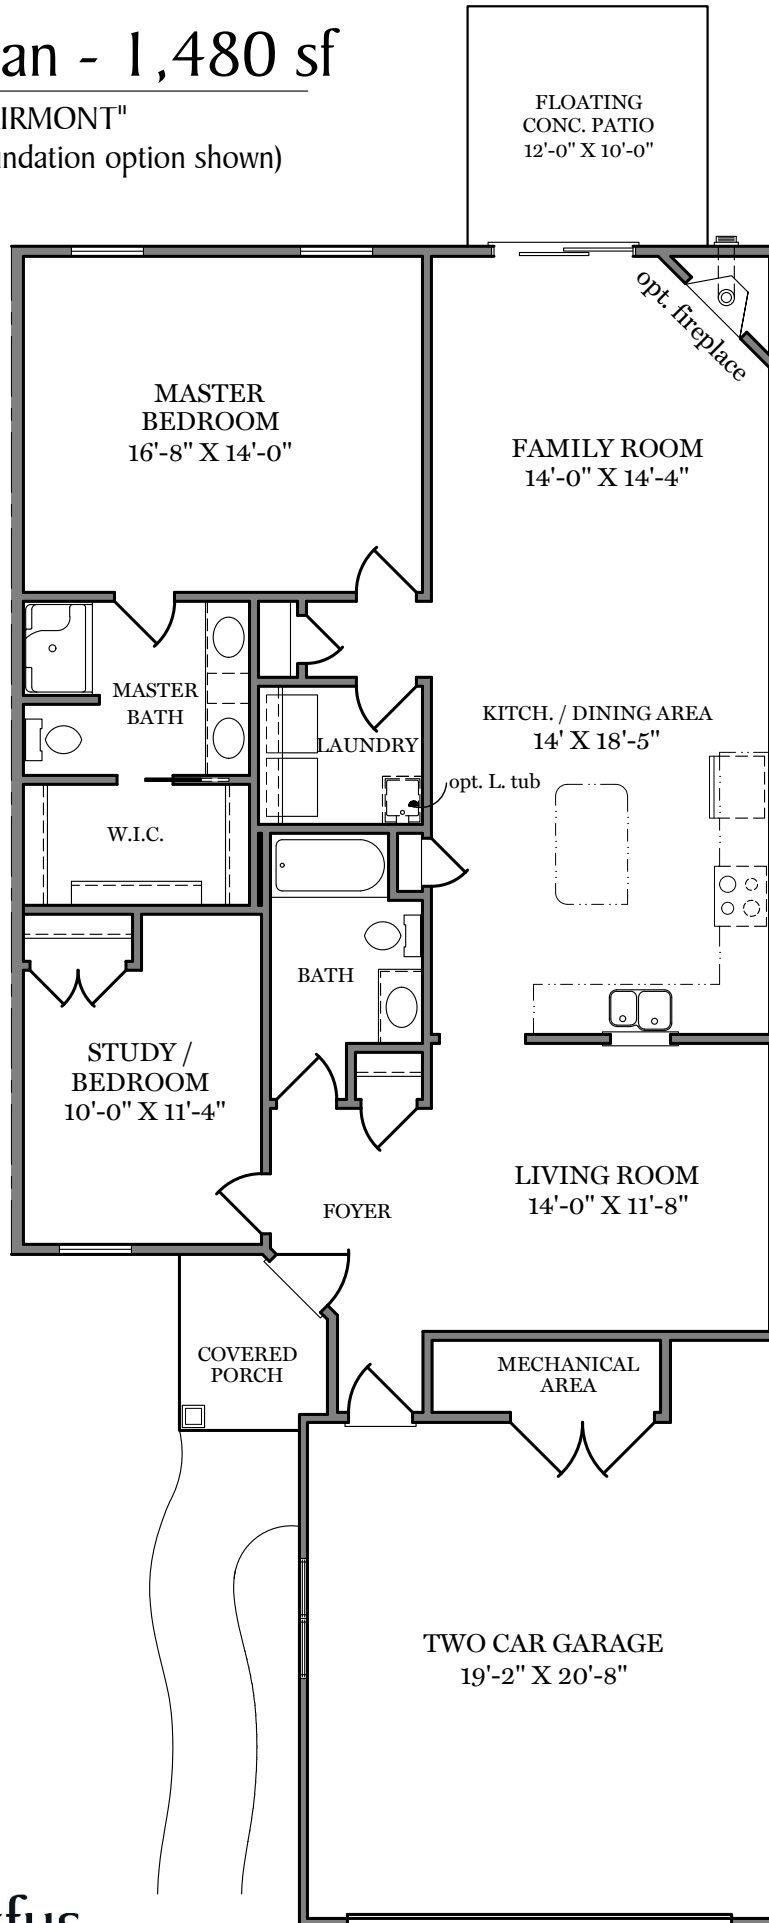 an - 1,480 sf
IRMONT"
undation option shown)
FLOATING
CONC. PATIO
12'-0" X 10'-0"
opt. fireplace
MASTER
BEDROOM
16'-8" X 14'-0"
FAMILY ROOM
14'-0" X 14'-4"
MASTER
BATH
LAUNDRY
KITCH. / DINING AREA
14' X 18'-5"
opt. L. tub
W.I.C.
BATH
STUDY /
BEDROOM
10'-0" X 11'-4"
LIVING ROOM
14'-0" X 11'-8"
FOYER
COVERED
PORCH
MECHANICAL
AREA
TWO CAR GARAGE
19'-2" X 20'-8"